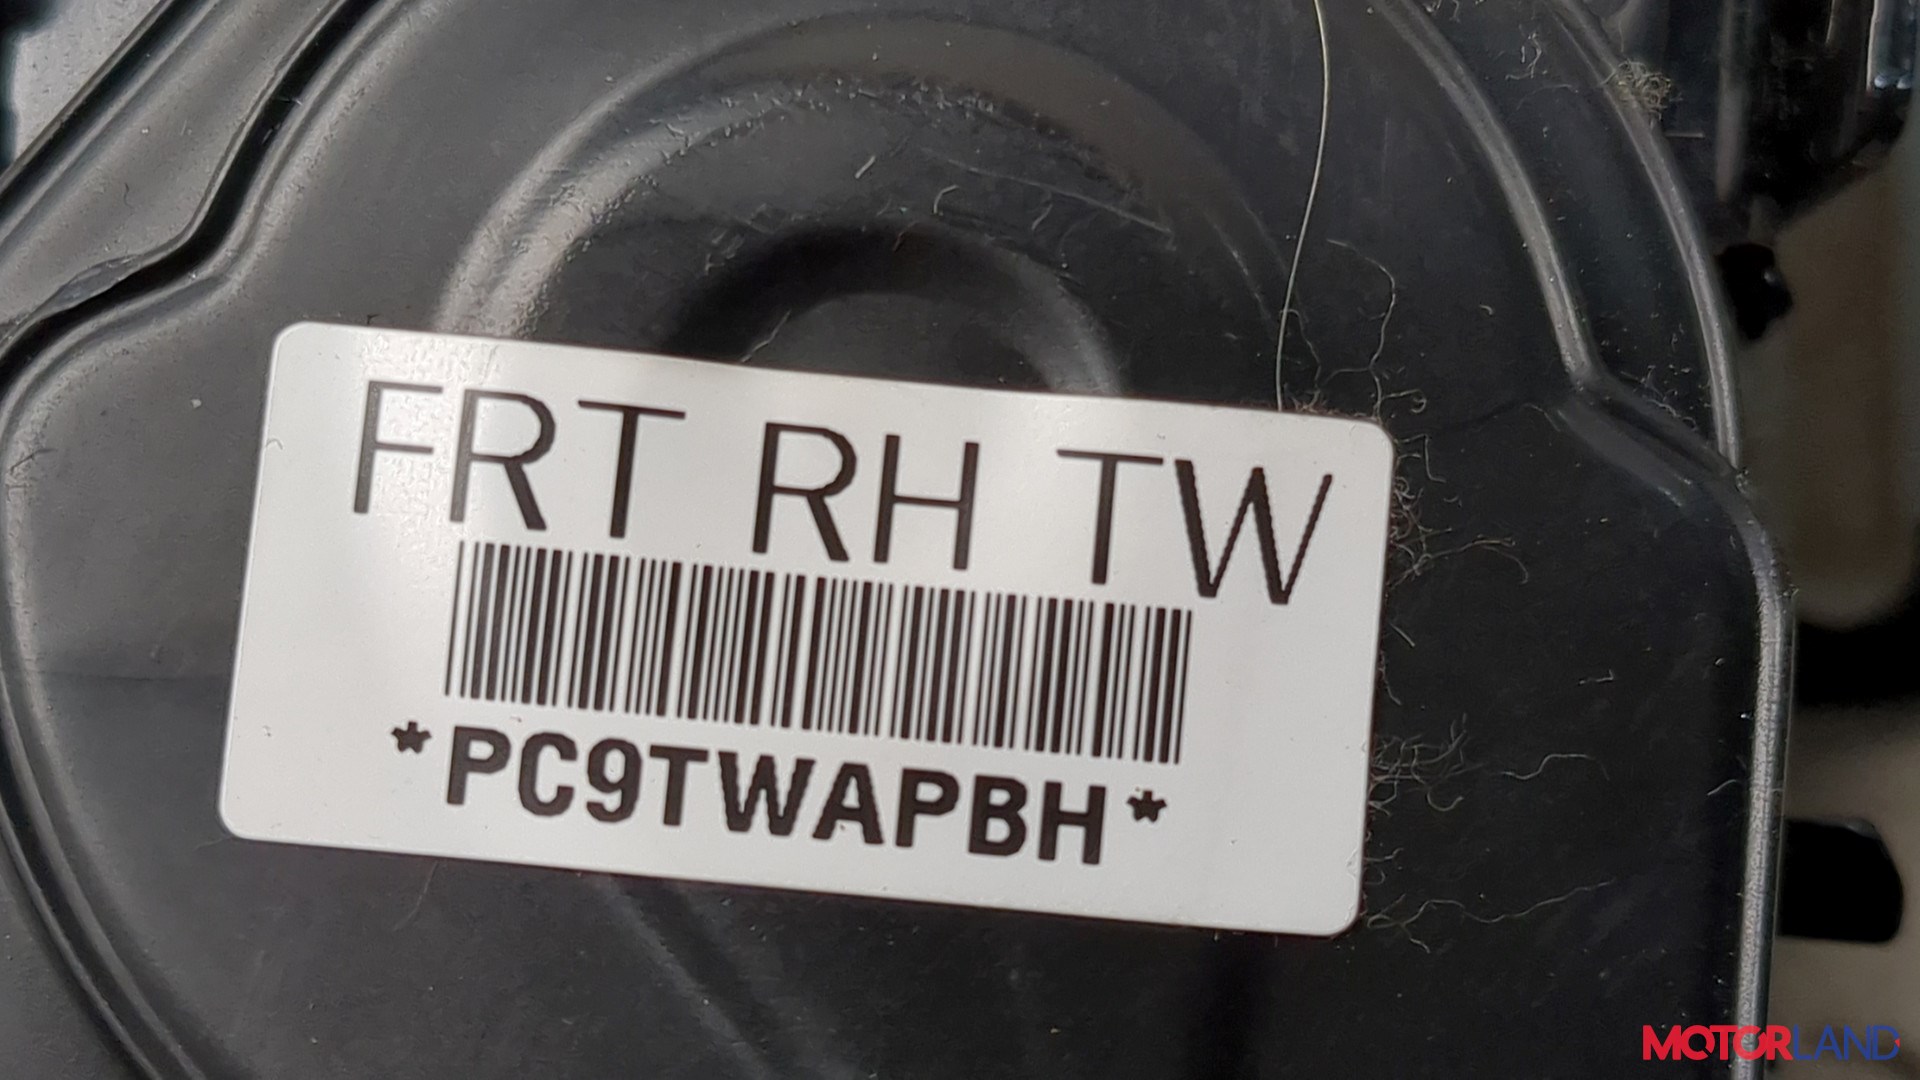 FRT RH TW
*PC9TWAPBH*
MOTORLAND